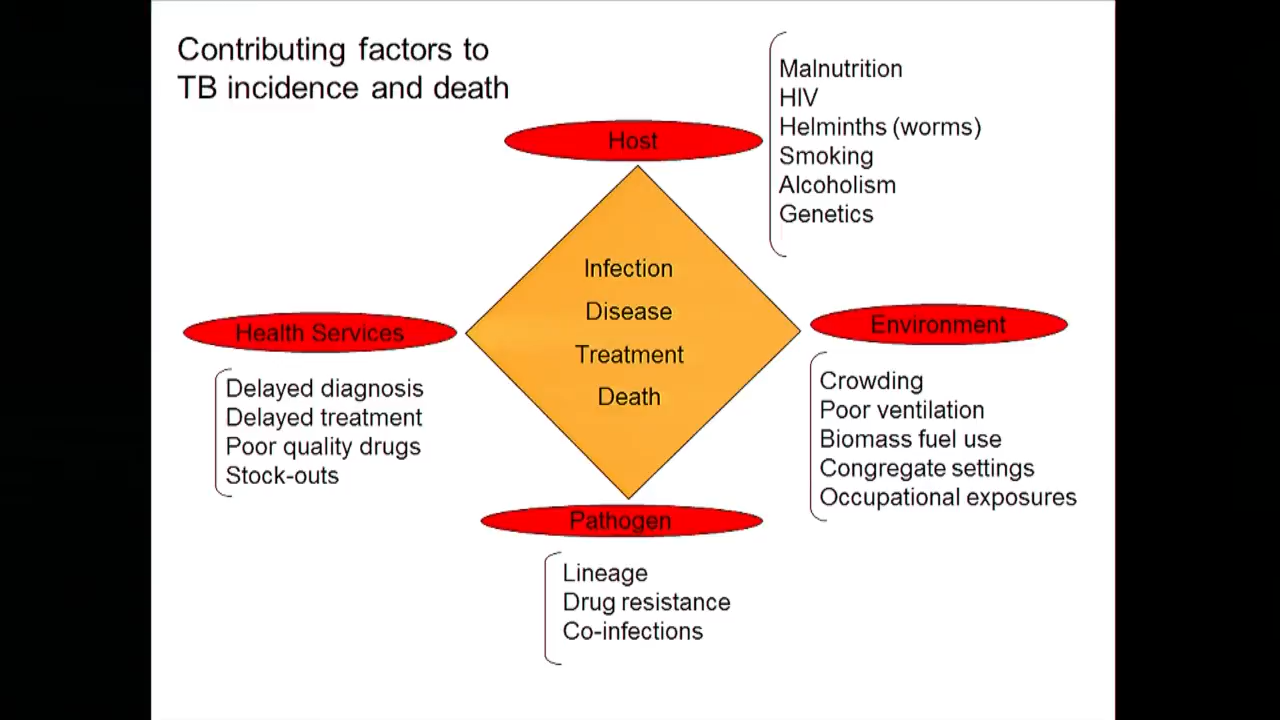 Contributing factors to
TB incidence and death
Host
Malnutrition
HIV
Helminths (worms)
Smoking
Alcoholism
Genetics
Infection
Disease
Treatment
Death
Health Services
Delayed diagnosis
Delayed treatment
Poor quality drugs
Stock-outs
Environment
Crowding
Poor ventilation
Biomass fuel use
Congregate settings
Occupational exposures
Pathogen
Lineage
Drug resistance
Co-infections